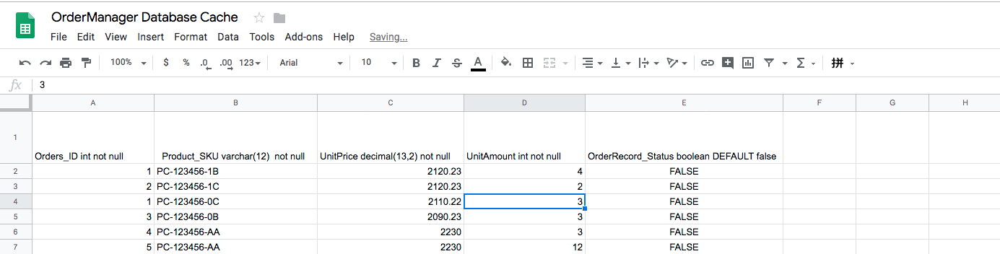 OrderManager Database Cache
File Edit View Insert Format Data Tools Add-ons Help Saving...
100% $ % .0 .00 123 Arial 10 B I S A Σ 拼
fx 3
A B C D E F G H
1 Orders_ID int not null Product_SKU varchar(12) not null UnitPrice decimal(13,2) not null UnitAmount int not null OrderRecord_Status boolean DEFAULT false
2 1 PC-123456-1B 2120.23 4 FALSE
3 2 PC-123456-1C 2120.23 2 FALSE
4 1 PC-123456-0C 2110.22 3 FALSE
5 3 PC-123456-0B 2090.23 3 FALSE
6 4 PC-123456-AA 2230 3 FALSE
7 5 PC-123456-AA 2230 12 FALSE